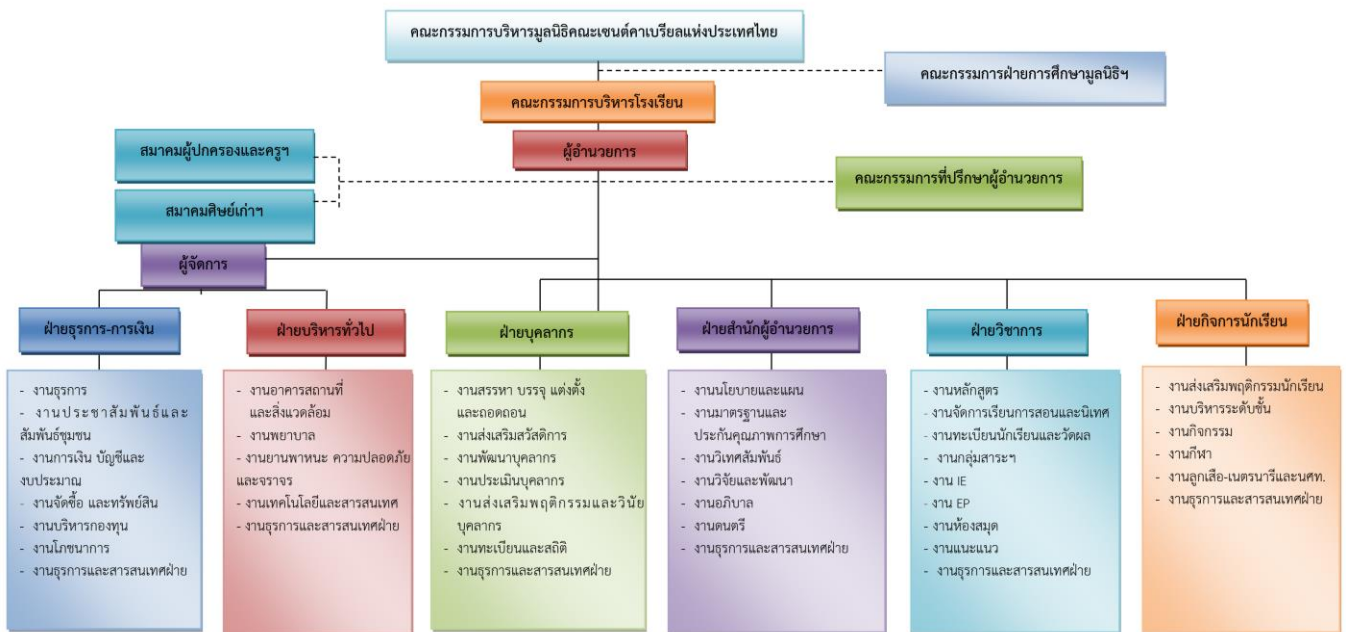 คณะกรรมการบริหารมูลนิธิคณะเซนต์คาเบรียลแห่งประเทศไทย
คณะกรรมการฝ่ายการศึกษามูลนิธิฯ
คณะกรรมการบริหารโรงเรียน
สมาคมผู้ปกครองและครูฯ
ผู้อำนวยการ
คณะกรรมการที่ปรึกษาผู้อำนวยการ
สมาคมศิษย์เก่าฯ
ผู้จัดการ
ฝ่ายธุรการ-การเงิน
- งานธุรการ
- งานประชาสัมพันธ์และ
สัมพันธ์ชุมชน
- งานการเงิน บัญชีและ
งบประมาณ
- งานจัดซื้อ และทรัพย์สิน
- งานบริหารกองทุน
- งานโภชนาการ
- งานธุรการและสารสนเทศฝ่าย
ฝ่ายบริหารทั่วไป
- งานอาคารสถานที่
และสิ่งแวดล้อม
- งานพยาบาล
- งานยานพาหนะ ความปลอดภัย
และจราจร
- งานเทคโนโลยีและสารสนเทศ
- งานธุรการและสารสนเทศฝ่าย
ฝ่ายบุคลากร
- งานสรรหา บรรจุ แต่งตั้ง
และถอดถอน
- งานส่งเสริมสวัสดิการ
- งานพัฒนาบุคลากร
- งานประเมินบุคลากร
- งานส่งเสริมพฤติกรรมและวินัย
บุคลากร
- งานทะเบียนและสถิติ
- งานธุรการและสารสนเทศฝ่าย
ฝ่ายสำนักผู้อำนวยการ
- งานนโยบายและแผน
- งานมาตรฐานและ
ประกันคุณภาพการศึกษา
- งานวิเทศสัมพันธ์
- งานวิจัยและพัฒนา
- งานอภิบาล
- งานดนตรี
- งานธุรการและสารสนเทศฝ่าย
ฝ่ายวิชาการ
- งานหลักสูตร
- งานจัดการเรียนการสอนและนิเทศ
- งานทะเบียนนักเรียนและวัดผล
- งานกลุ่มสาระฯ
- งาน IE
- งาน EP
- งานห้องสมุด
- งานแนะแนว
- งานธุรการและสารสนเทศฝ่าย
ฝ่ายกิจการนักเรียน
- งานส่งเสริมพฤติกรรมนักเรียน
- งานบริหารระดับชั้น
- งานกิจกรรม
- งานกีฬา
- งานลูกเสือ-เนตรนารีและนศท.
- งานธุรการและสารสนเทศฝ่าย